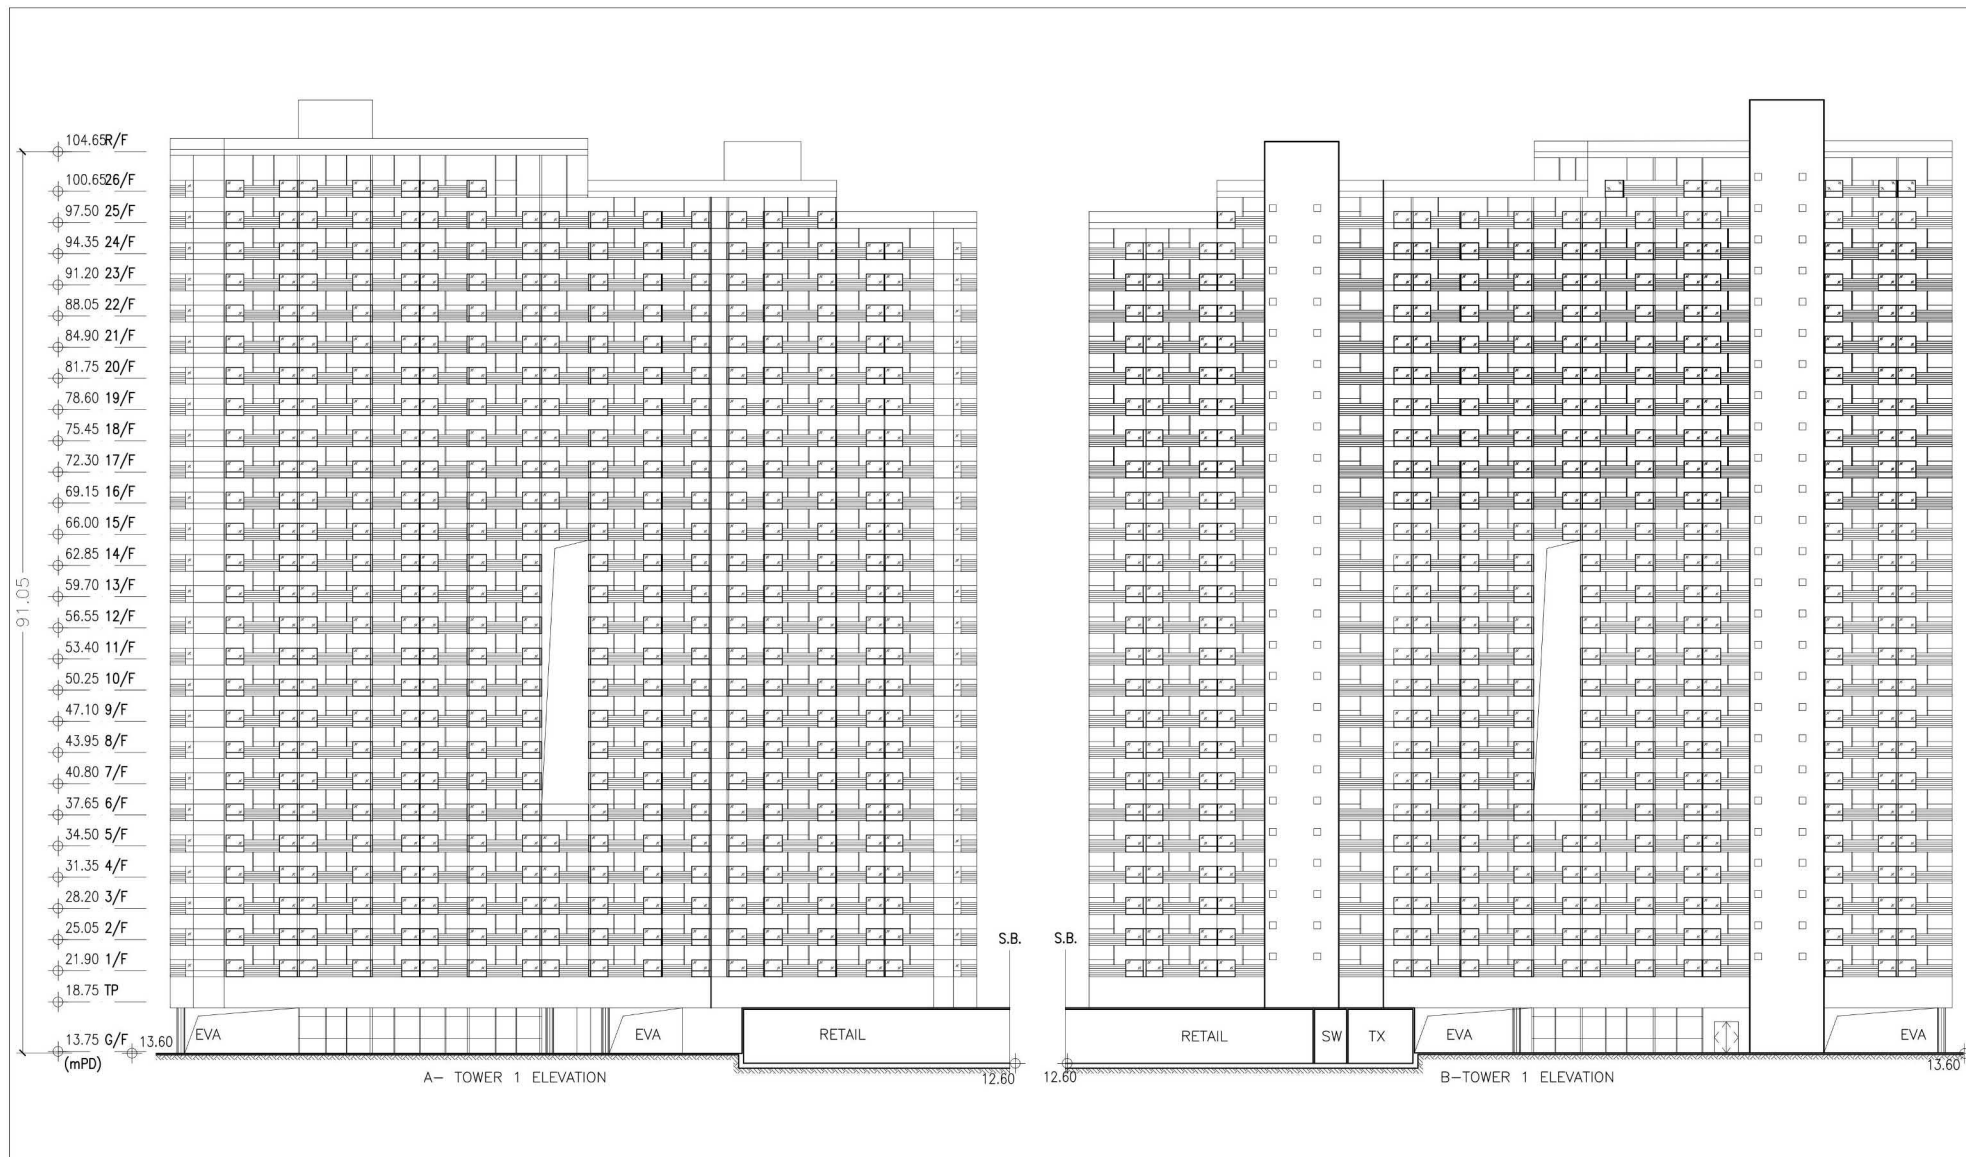 104.65 R/F
100.65 26/F
97.50 25/F
94.35 24/F
91.20 23/F
88.05 22/F
84.90 21/F
81.75 20/F
78.60 19/F
75.45 18/F
72.30 17/F
69.15 16/F
66.00 15/F
62.85 14/F
59.70 13/F
56.55 12/F
53.40 11/F
50.25 10/F
47.10 9/F
43.95 8/F
40.80 7/F
37.65 6/F
34.50 5/F
31.35 4/F
28.20 3/F
25.05 2/F
21.90 1/F
18.75 TP
13.75 G/F
(mPD)
91.05
13.60
EVA
EVA
RETAIL
S.B.
12.60
A- TOWER 1 ELEVATION
S.B.
12.60
RETAIL
SW
TX
EVA
EVA
13.60
B-TOWER 1 ELEVATION